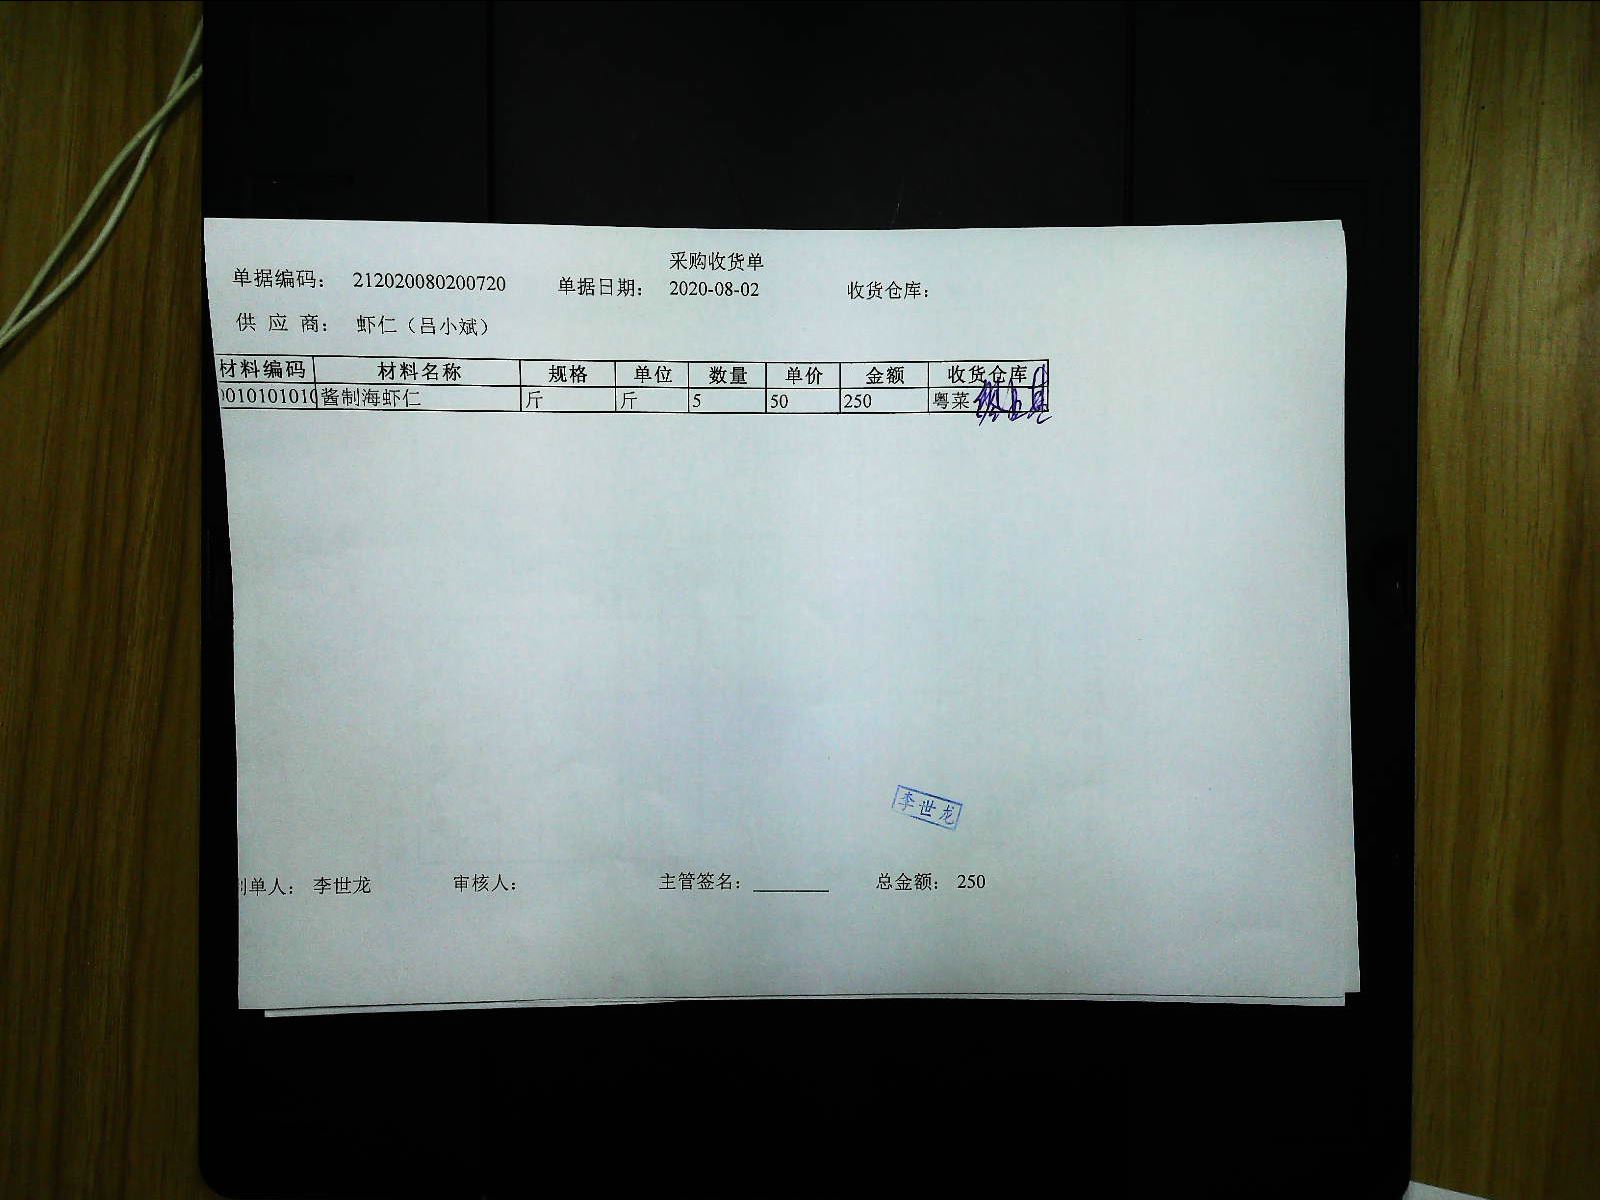 采购收货单
单据编码： 212020080200720 单据日期： 2020-08-02 收货仓库：
供 应 商： 虾仁（吕小斌）
材料编码 材料名称 规格 单位 数量 单价 金额 收货仓库
0010101010 酱制海虾仁 斤 斤 5 50 250 粤菜
李世龙
制单人： 李世龙 审核人： 主管签名：________ 总金额： 250